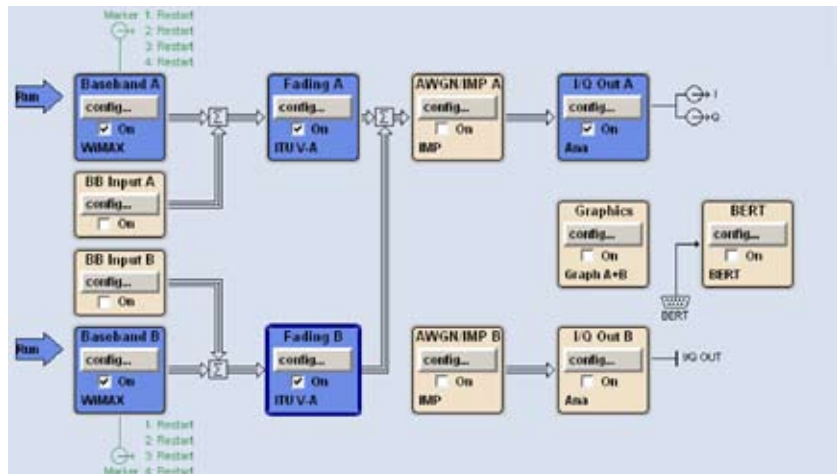 Marker 1: Restart
2: Restart
3: Restart
4: Restart
Run
Baseband A
config...
On
WiMAX
Fading A
config...
On
ITU V-A
AWGN/IMP A
config...
On
IMP
I/Q Out A
config...
On
Ana
I
Q
Σ
Σ
BB Input A
config...
On
Graphics
config...
On
Graph A+B
BERT
config...
On
BERT
BERT
BB Input B
config...
On
Run
Baseband B
config...
On
WiMAX
Σ
Fading B
config...
On
ITU V-A
AWGN/IMP B
config...
On
IMP
I/Q Out B
config...
On
Ana
I/Q OUT
1: Restart
2: Restart
3: Restart
Marker 4: Restart